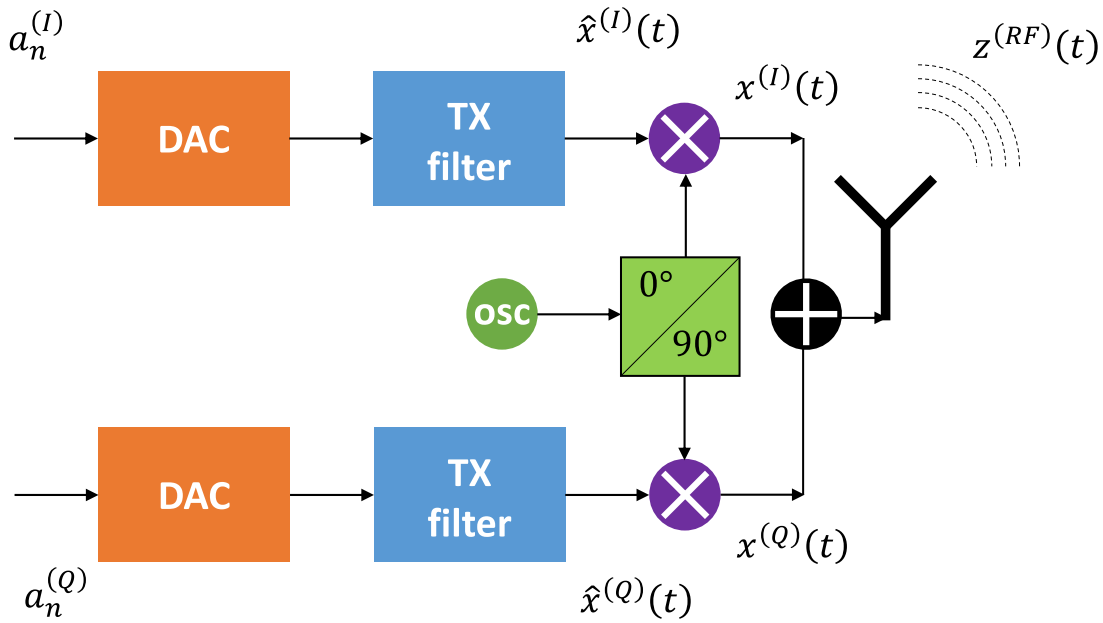 a_n^{(I)}
x̂^{(I)}(t)
z^{(RF)}(t)
x^{(I)}(t)
DAC
TX
filter
0°
OSC
90°
DAC
TX
filter
x^{(Q)}(t)
a_n^{(Q)}
x̂^{(Q)}(t)